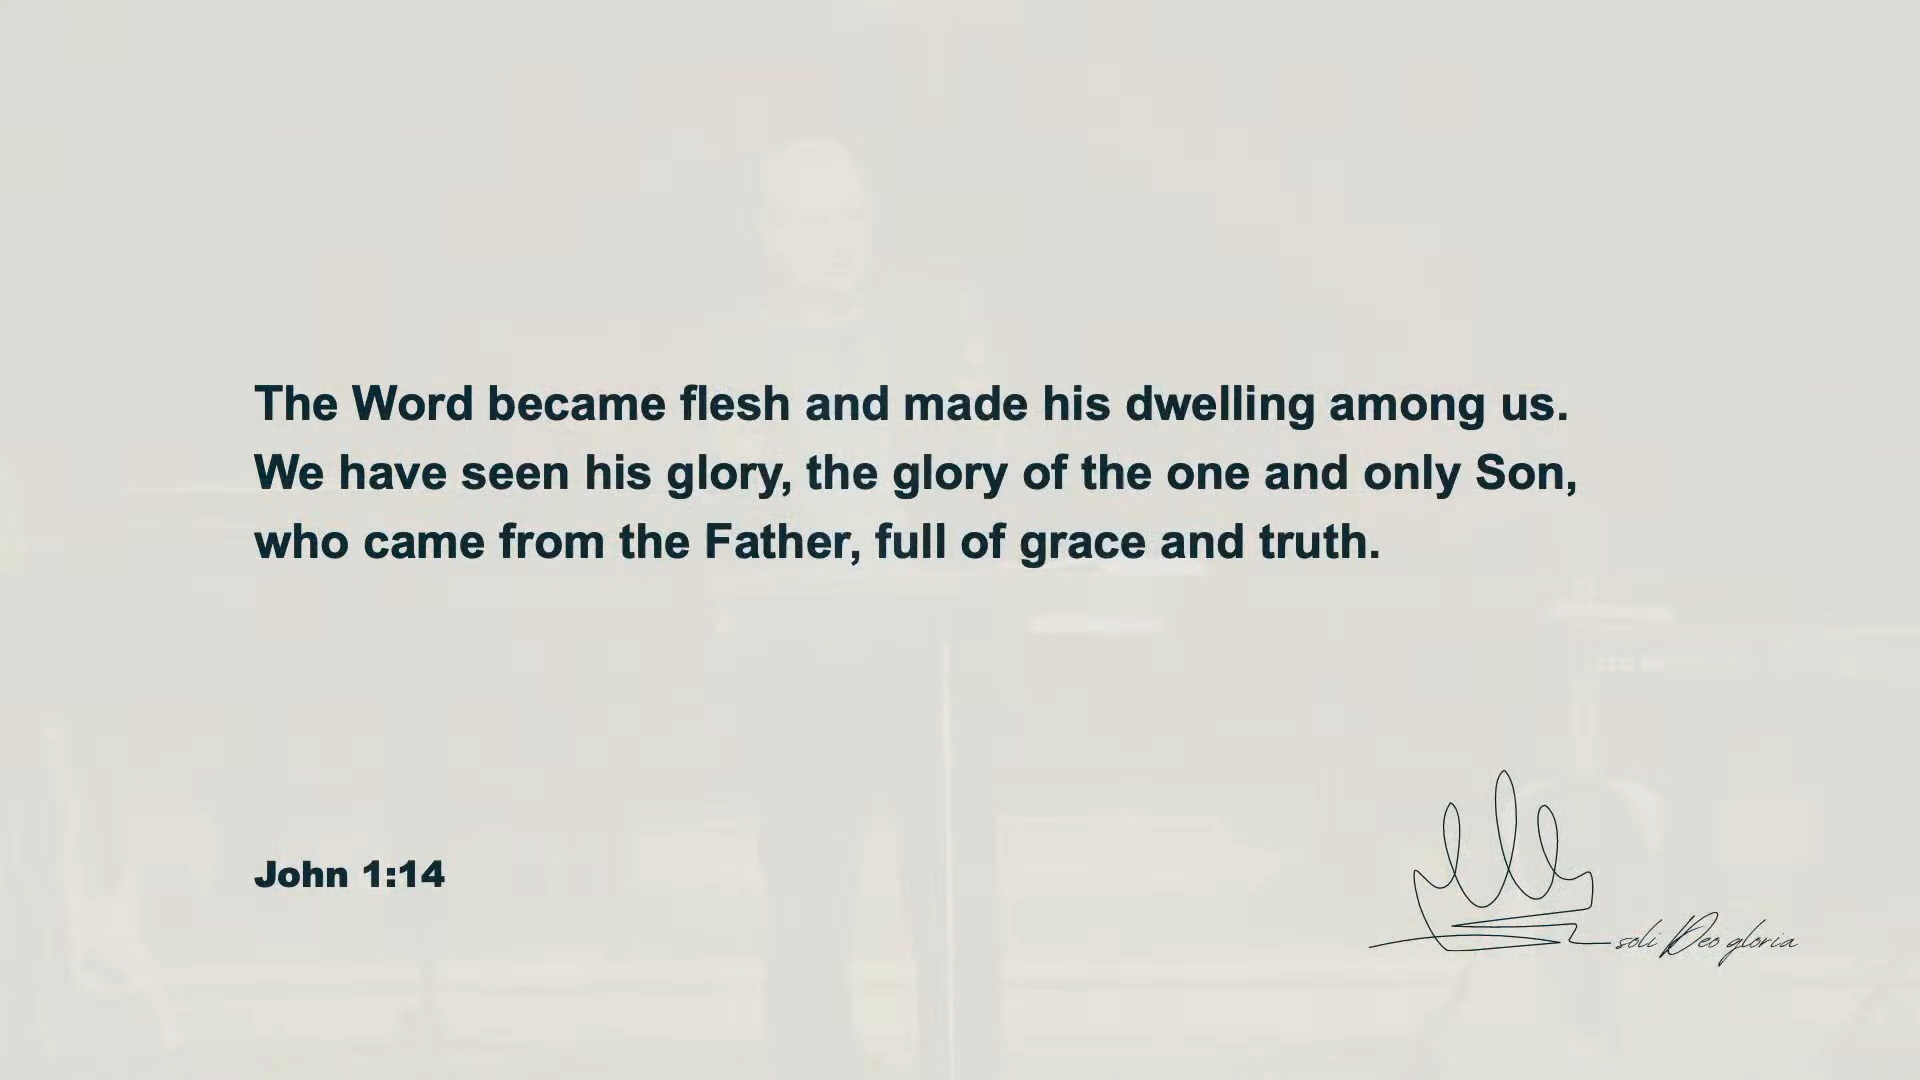 The Word became flesh and made his dwelling among us.
We have seen his glory, the glory of the one and only Son,
who came from the Father, full of grace and truth.
John 1:14
soli Deo gloria